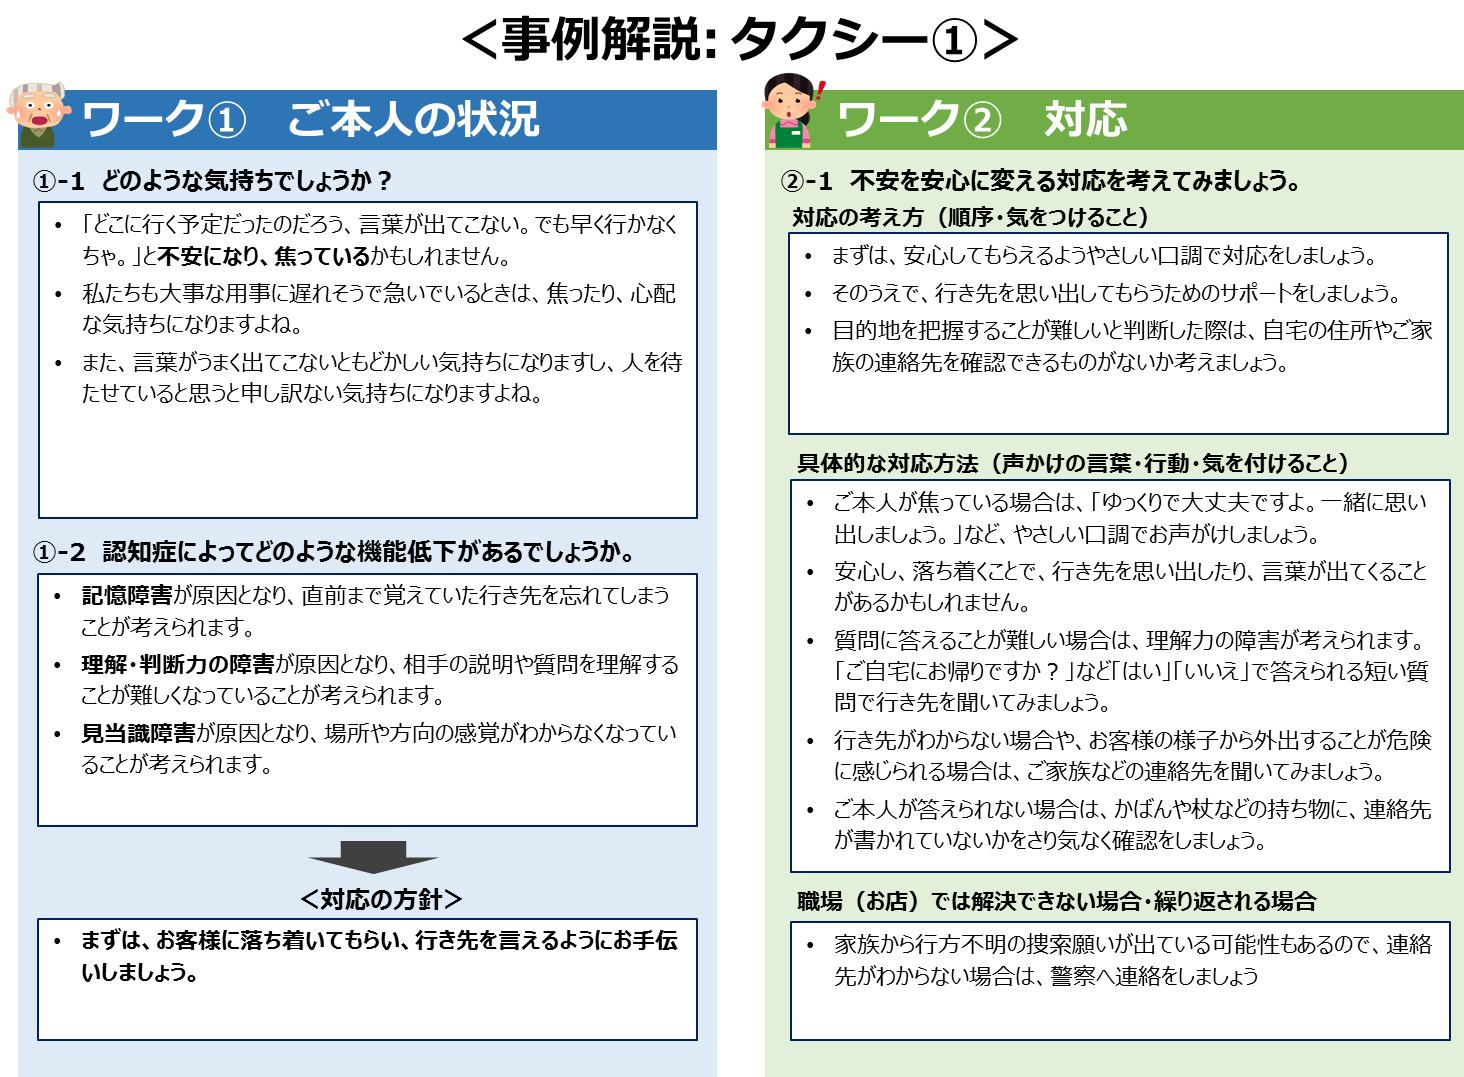 ＜事例解説: タクシー①＞
ワーク①　ご本人の状況
①-1 どのような気持ちでしょうか？
• 「どこに行く予定だったのだろう、言葉が出てこない。でも早く行かなく
ちゃ。」と不安になり、焦っているかもしれません。
• 私たちも大事な用事に遅れそうで急いでいるときは、焦ったり、心配
な気持ちになりますよね。
• また、言葉がうまく出てこないともどかしい気持ちになりますし、人を待
たせていると思うと申し訳ない気持ちになりますよね。
①-2 認知症によってどのような機能低下があるでしょうか。
• 記憶障害が原因となり、直前まで覚えていた行き先を忘れてしまう
ことが考えられます。
• 理解・判断力の障害が原因となり、相手の説明や質問を理解する
ことが難しくなっていることが考えられます。
• 見当識障害が原因となり、場所や方向の感覚がわからなくなってい
ることが考えられます。
＜対応の方針＞
• まずは、お客様に落ち着いてもらい、行き先を言えるようにお手伝
いしましょう。
ワーク②　対応
②-1 不安を安心に変える対応を考えてみましょう。
対応の考え方（順序・気をつけること）
• まずは、安心してもらえるようやさしい口調で対応をしましょう。
• そのうえで、行き先を思い出してもらうためのサポートをしましょう。
• 目的地を把握することが難しいと判断した際は、自宅の住所やご家
族の連絡先を確認できるものがないか考えましょう。
具体的な対応方法（声かけの言葉・行動・気を付けること）
• ご本人が焦っている場合は、「ゆっくりで大丈夫ですよ。一緒に思い
出しましょう。」など、やさしい口調でお声がけしましょう。
• 安心し、落ち着くことで、行き先を思い出したり、言葉が出てくること
があるかもしれません。
• 質問に答えることが難しい場合は、理解力の障害が考えられます。
「ご自宅にお帰りですか？」など「はい」「いいえ」で答えられる短い質
問で行き先を聞いてみましょう。
• 行き先がわからない場合や、お客様の様子から外出することが危険
に感じられる場合は、ご家族などの連絡先を聞いてみましょう。
• ご本人が答えられない場合は、かばんや杖などの持ち物に、連絡先
が書かれていないかをさり気なく確認をしましょう。
職場（お店）では解決できない場合・繰り返される場合
• 家族から行方不明の捜索願いが出ている可能性もあるので、連絡
先がわからない場合は、警察へ連絡をしましょう